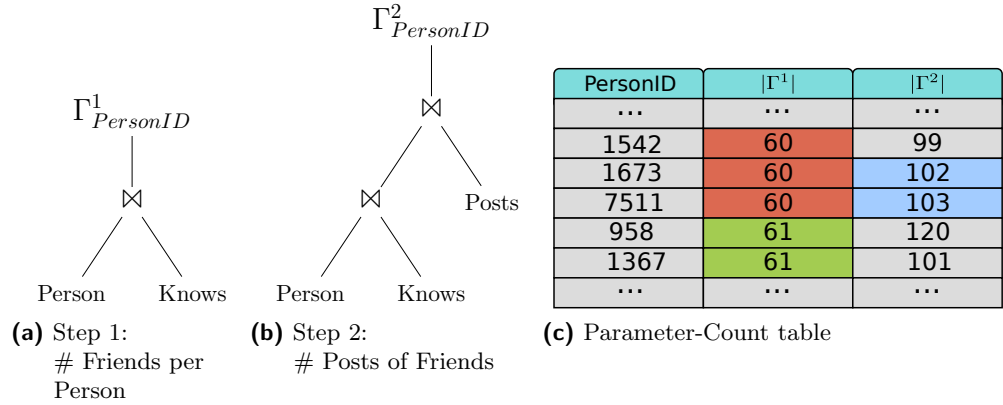 Γ¹PersonID
⋈
Person Knows
(a) Step 1:
# Friends per
Person
Γ²PersonID
⋈
⋈ Posts
Person Knows
(b) Step 2:
# Posts of Friends
PersonID |Γ¹| |Γ²|
... ... ...
1542 60 99
1673 60 102
7511 60 103
958 61 120
1367 61 101
... ... ...
(c) Parameter-Count table